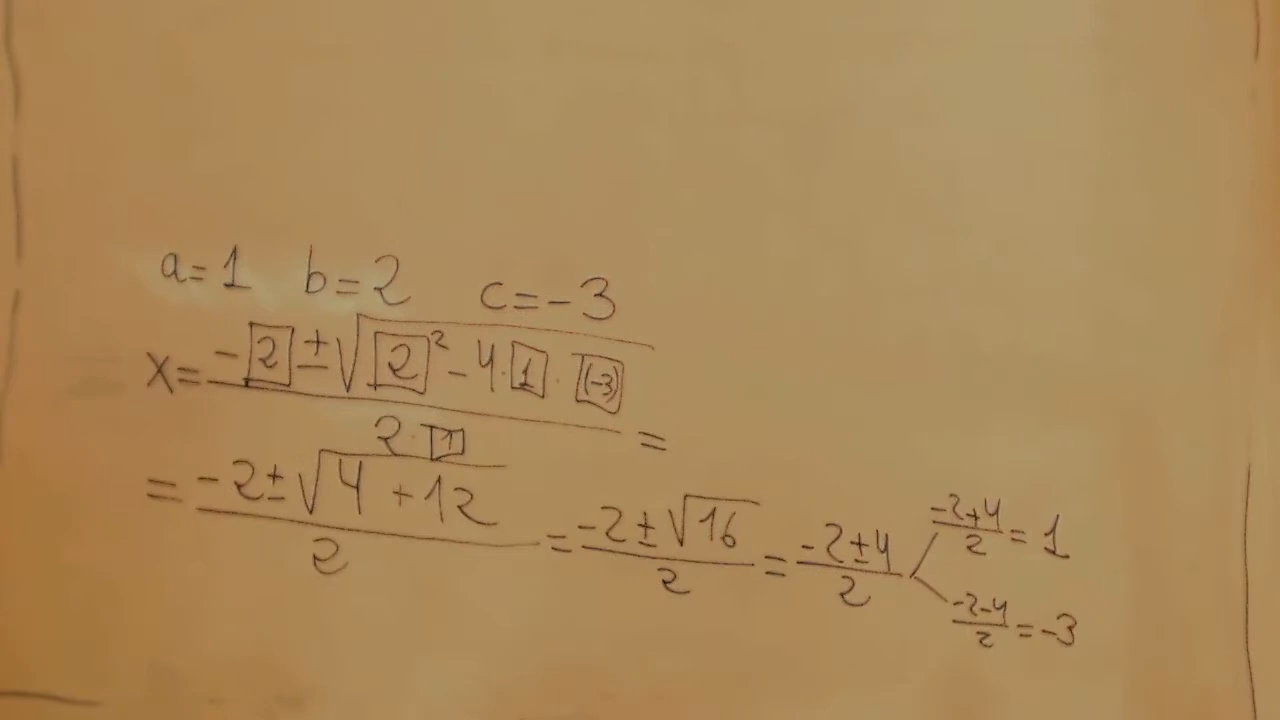 a=1 b=2 c=-3
x= -2±√2²-4·1·(-3) =
2·1
= -2±√4+12 / 2 = -2±√16 / 2 = -2±4 / 2
-2+4 / 2 = 1
-2-4 / 2 = -3